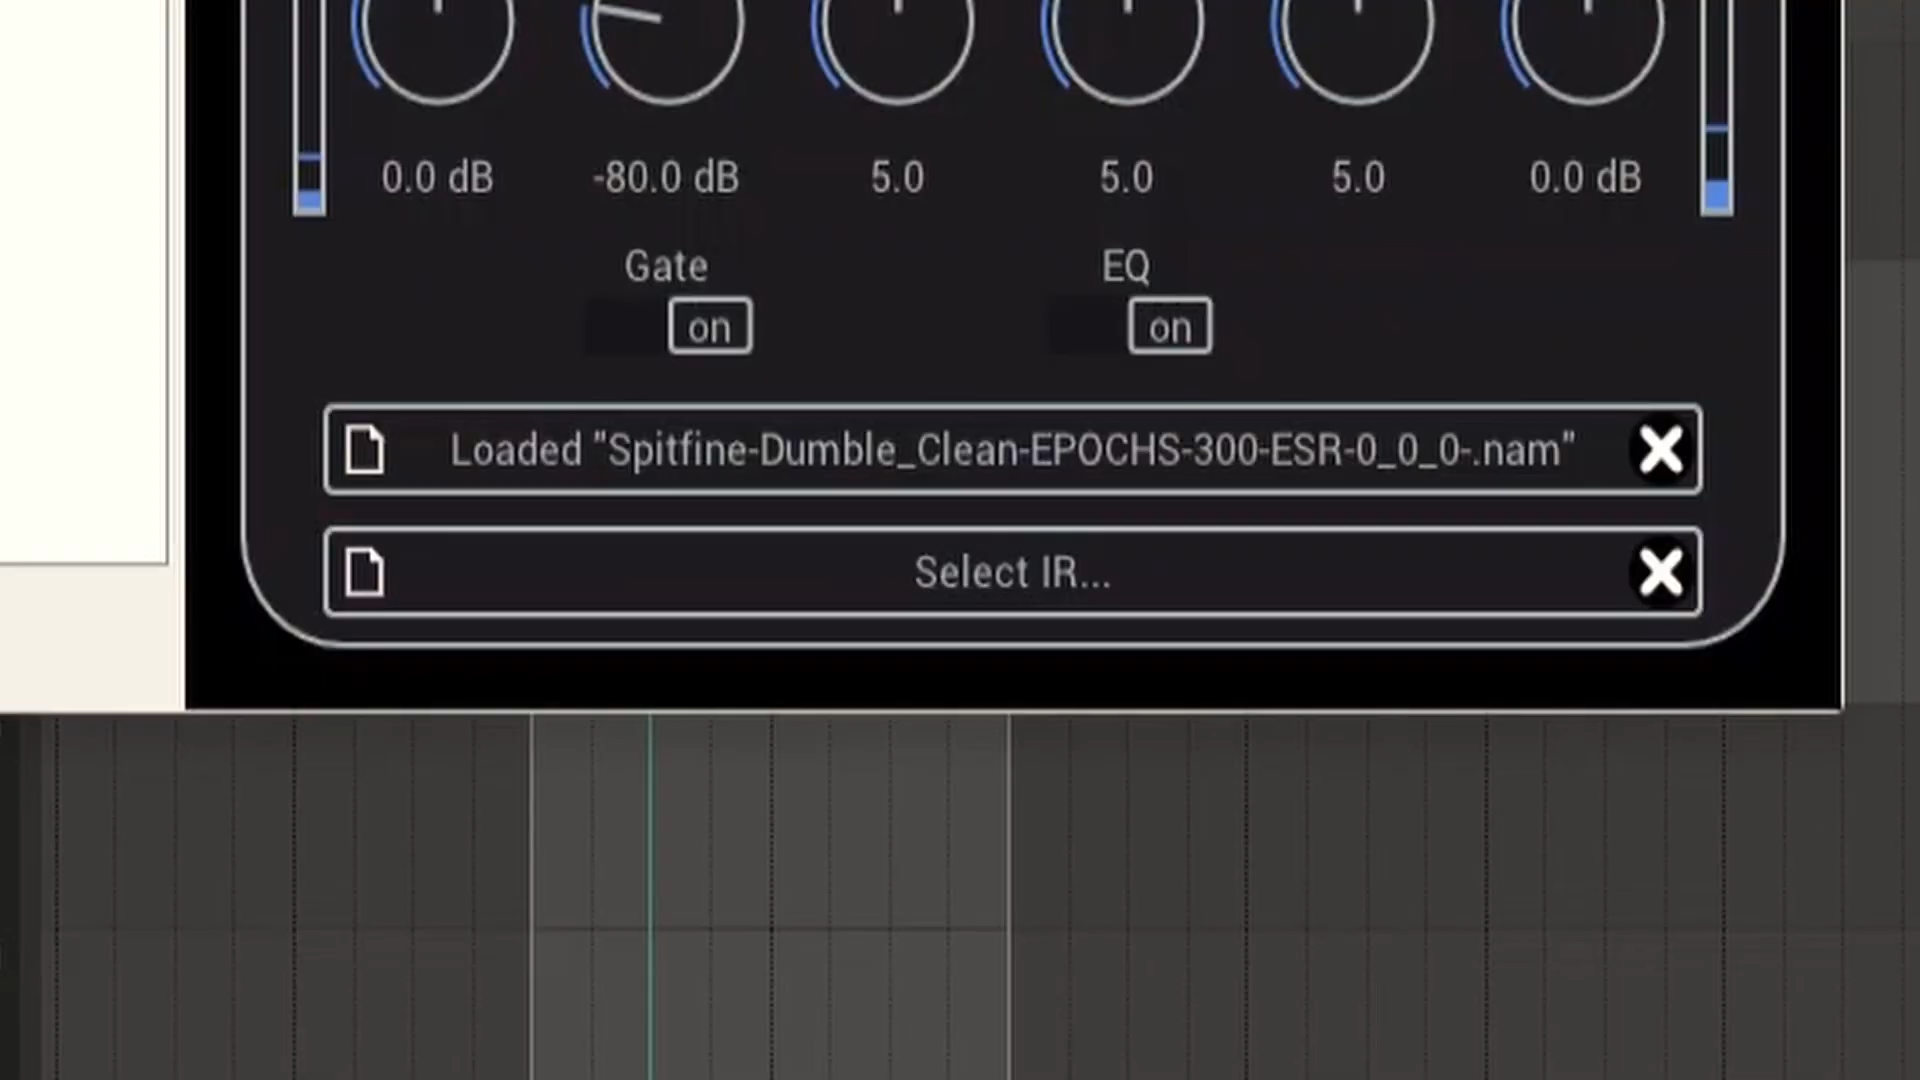 0.0 dB -80.0 dB 5.0 5.0 5.0 0.0 dB
Gate EQ
on on
Loaded "Spitfine-Dumble_Clean-EPOCHS-300-ESR-0_0_0-.nam"
Select IR...